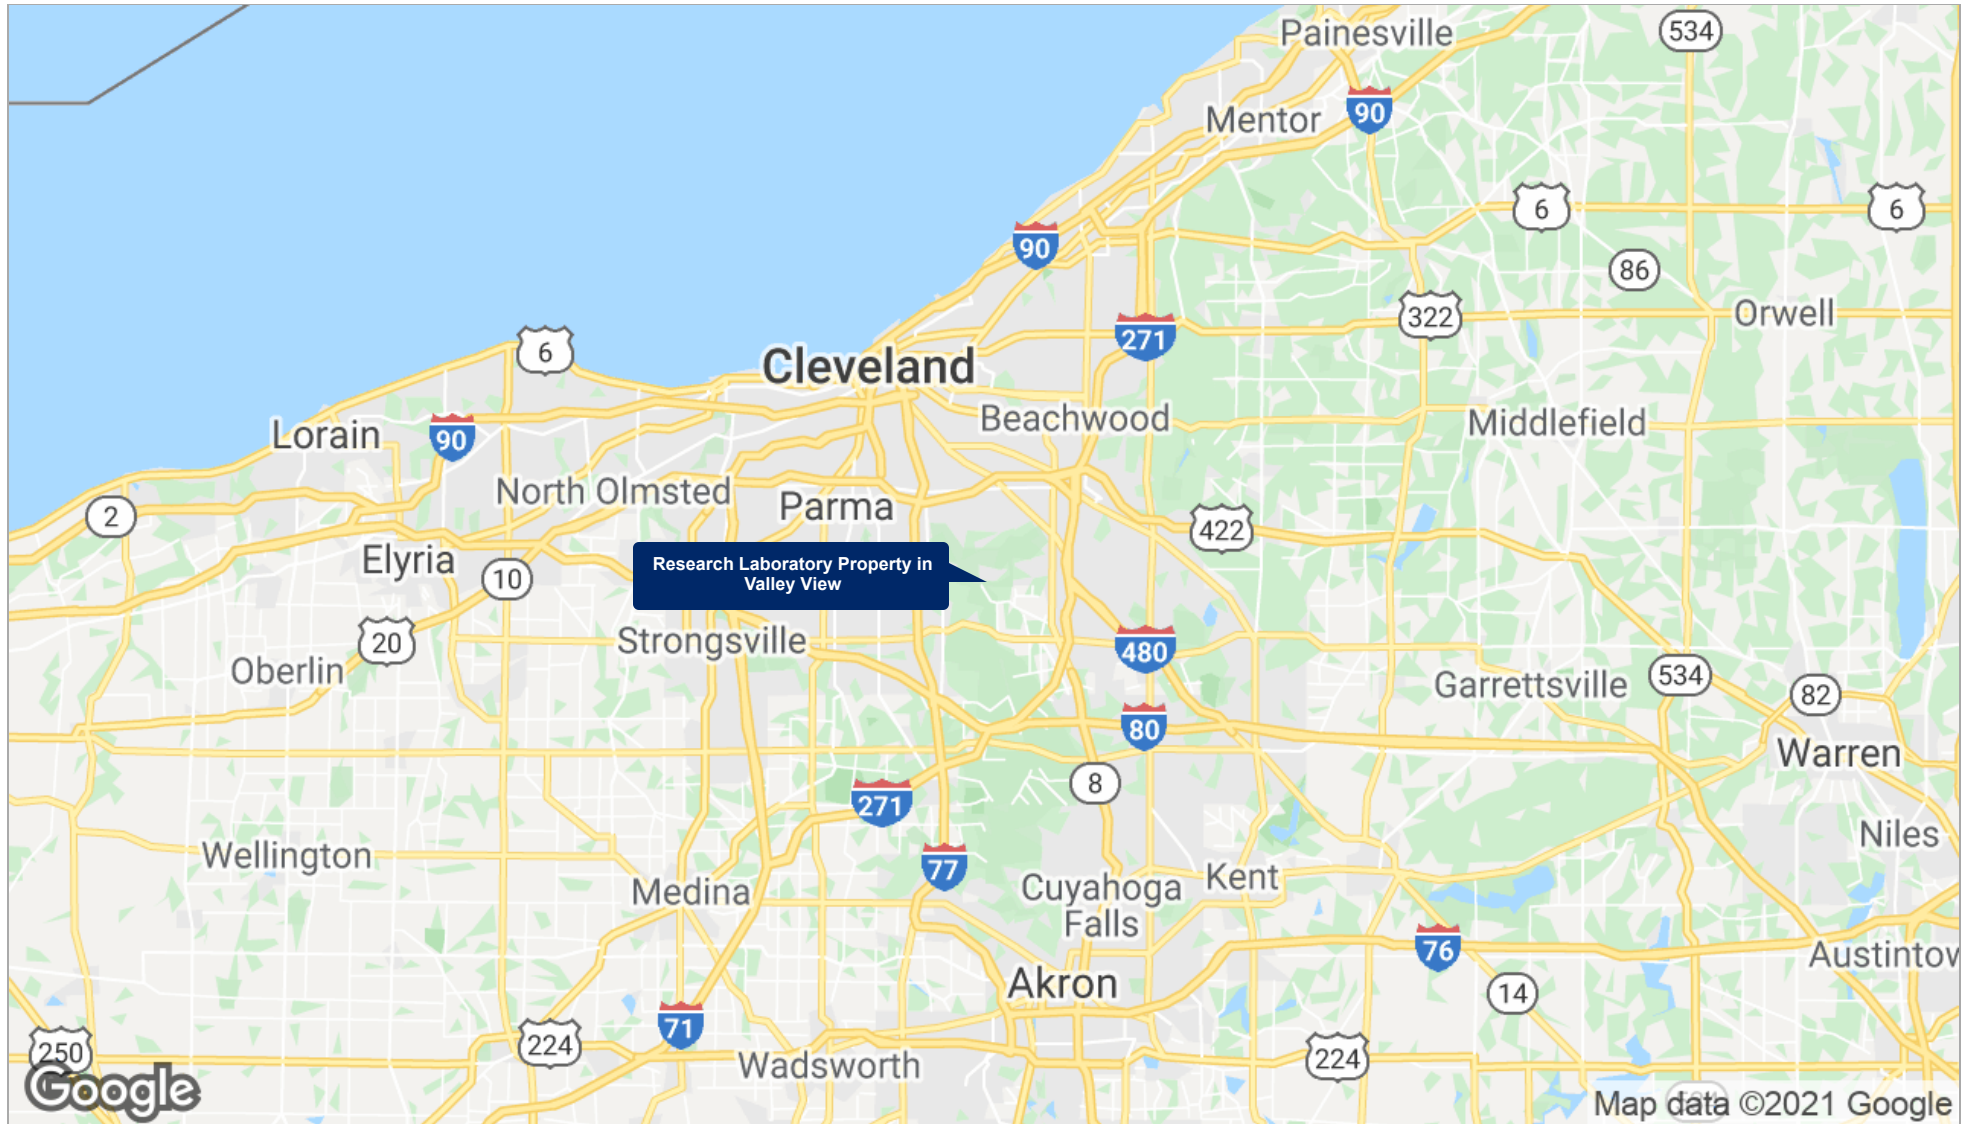 Painesville
534
90
Mentor
6
6
90
86
322
Orwell
271
6
Cleveland
Beachwood
Middlefield
Lorain
90
North Olmsted
Parma
2
422
Elyria
10
Research Laboratory Property in
Valley View
20
Strongsville
480
Oberlin
Garrettsville
534
82
80
Warren
8
271
Niles
Wellington
77
Medina
Cuyahoga
Falls
Kent
76
Austintow
Akron
14
71
250
224
224
Wadsworth
Google
Map data ©2021 Google